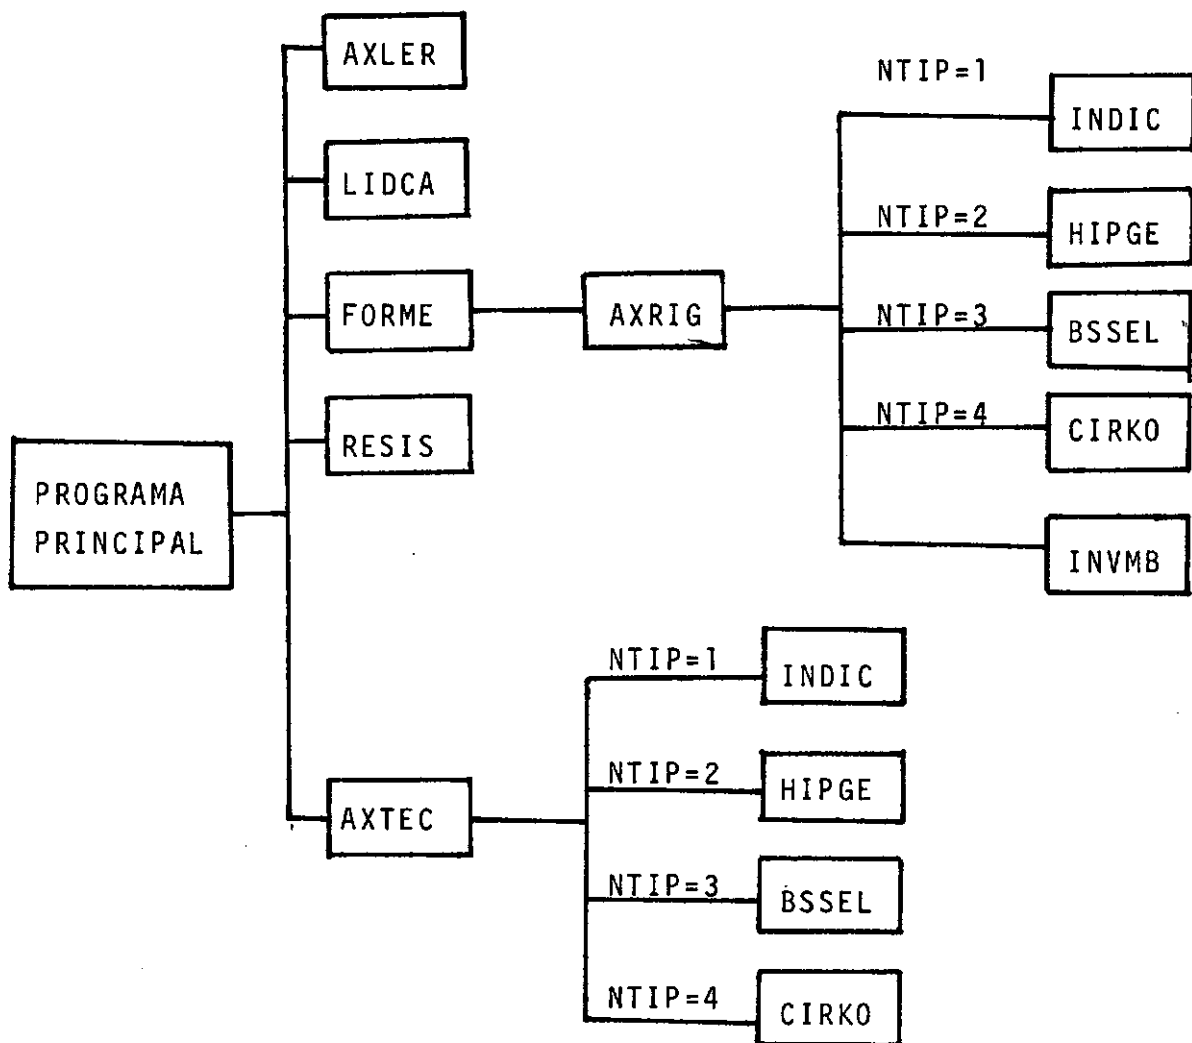 AXLER
NTIP=1
INDIC
LIDCA
NTIP=2
HIPGE
FORME
AXRIG
NTIP=3
BSSEL
NTIP=4
CIRKO
RESIS
PROGRAMA
PRINCIPAL
INVMB
NTIP=1
INDIC
NTIP=2
HIPGE
AXTEC
NTIP=3
BSSEL
NTIP=4
CIRKO